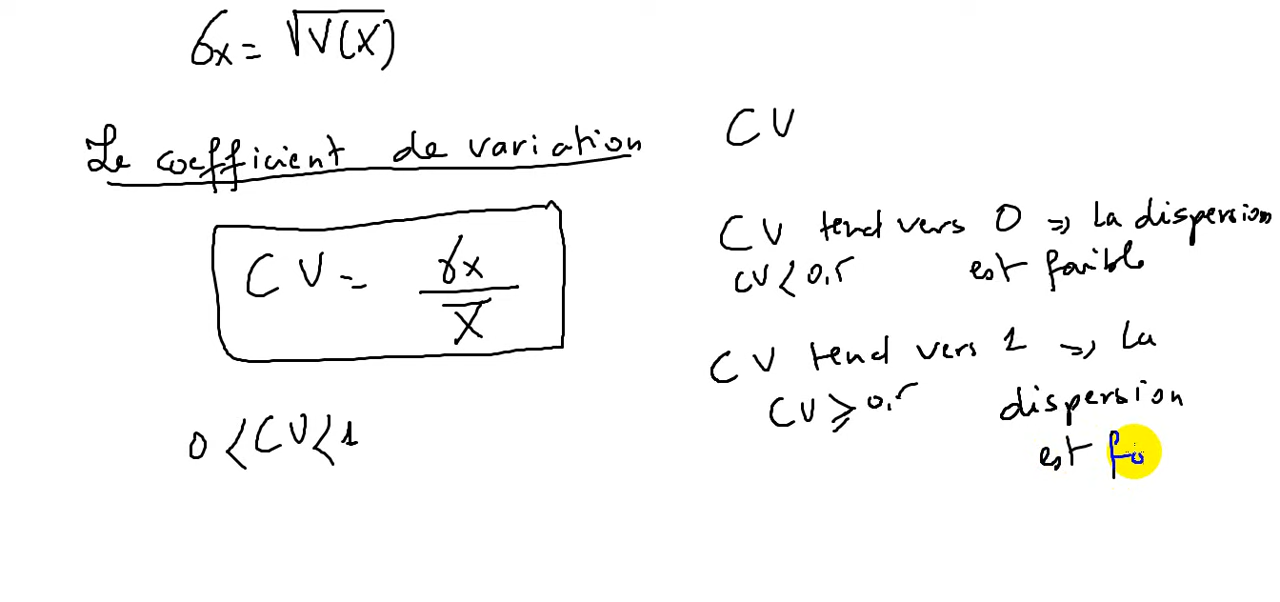 σx = √V(X)
Le coefficient de variation
CV = σx / X̄
0 < CV < 1
CV
CV tend vers 0 => La dispersion
CV < 0,5 est faible
CV tend vers 1 => La
CV ⩾ 0,5 dispersion
est fo